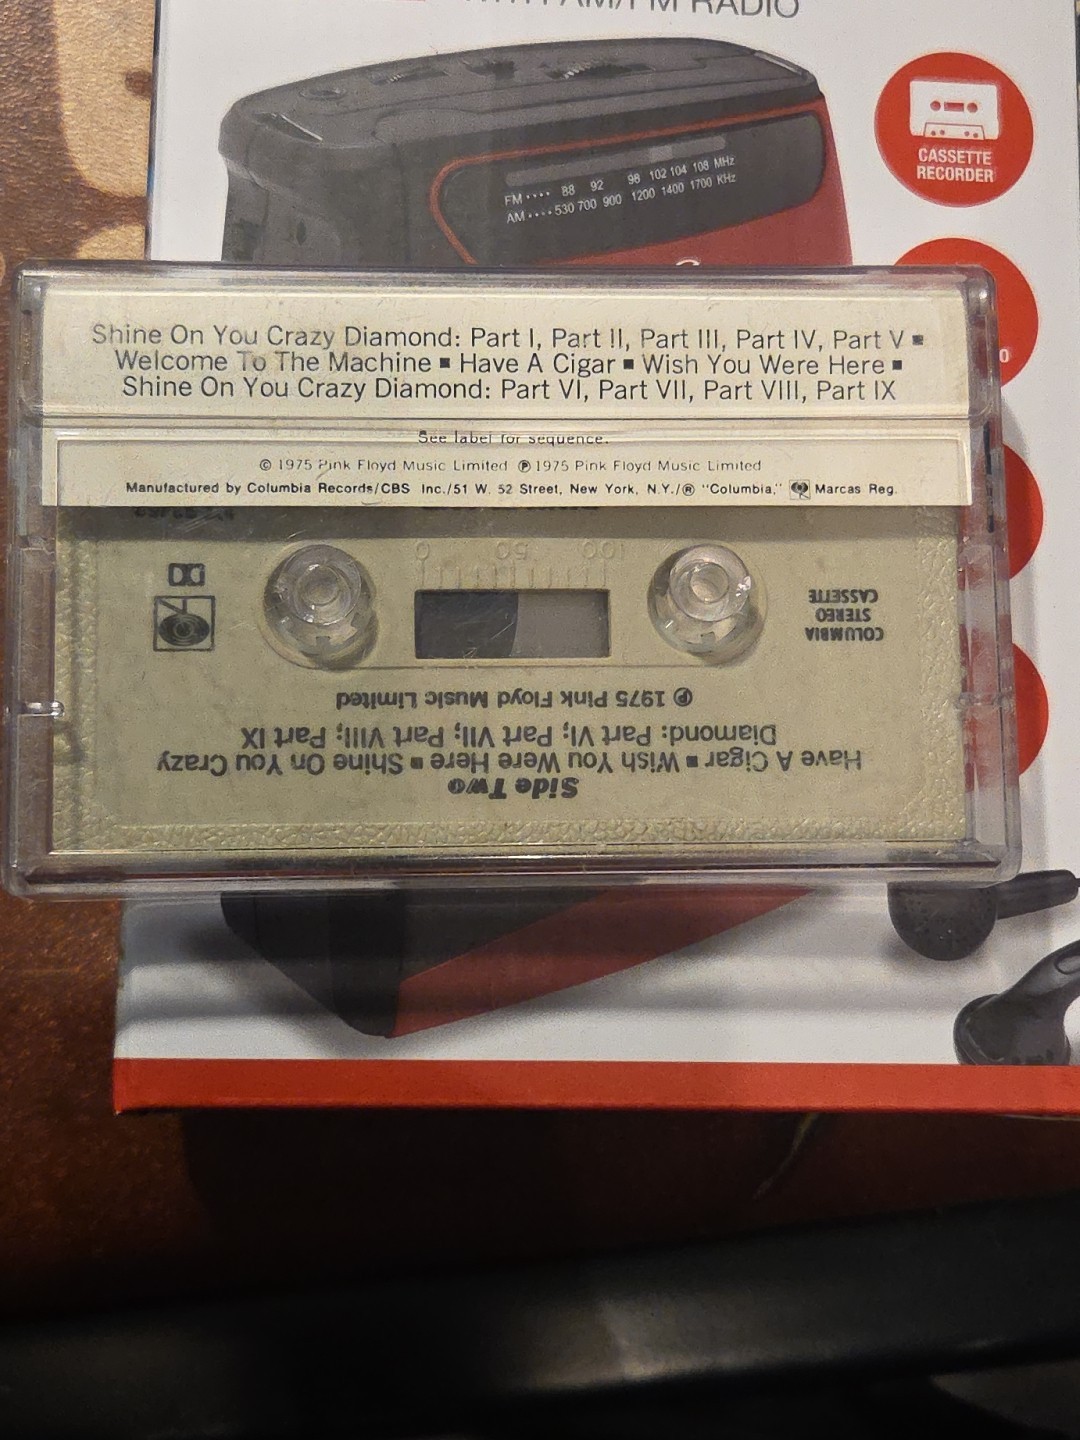 AM/FM RADIO
CASSETTE
RECORDER
FM .... 88 92 98 102 104 108 MHz
AM .... 530 700 900 1200 1400 1700 KHz
Shine On You Crazy Diamond: Part I, Part II, Part III, Part IV, Part V ■
Welcome To The Machine ■ Have A Cigar ■ Wish You Were Here ■
Shine On You Crazy Diamond: Part VI, Part VII, Part VIII, Part IX
See label for sequence.
© 1975 Pink Floyd Music Limited ℗ 1975 Pink Floyd Music Limited
Manufactured by Columbia Records/CBS Inc./51 W. 52 Street, New York, N.Y./® "Columbia," Marcas Reg.
Side Two
Have A Cigar ■ Wish You Were Here ■ Shine On You Crazy
Diamond: Part VI; Part VII; Part VIII; Part IX
℗ 1975 Pink Floyd Music Limited
COLUMBIA
STEREO
CASSETTE
100 50 0